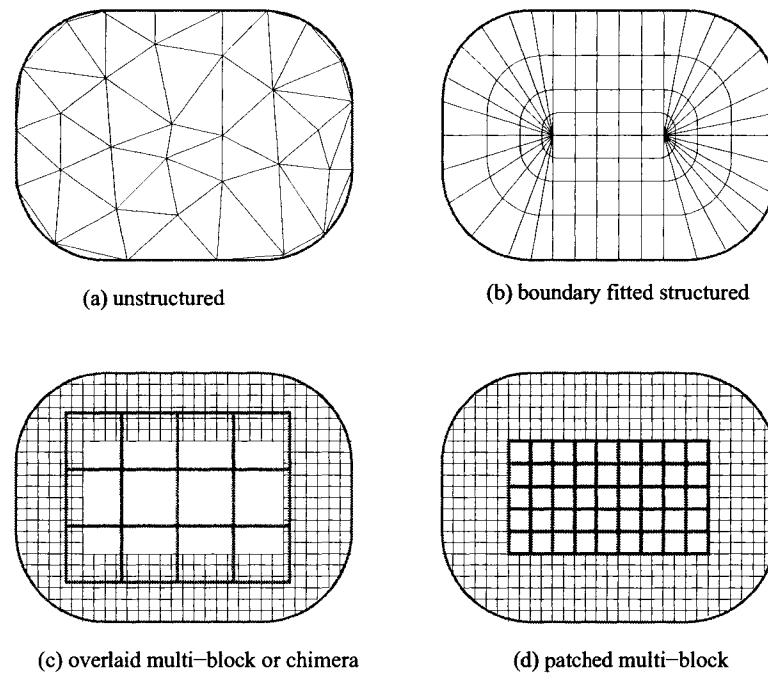 (a) unstructured
(b) boundary fitted structured
(c) overlaid multi−block or chimera
(d) patched multi−block